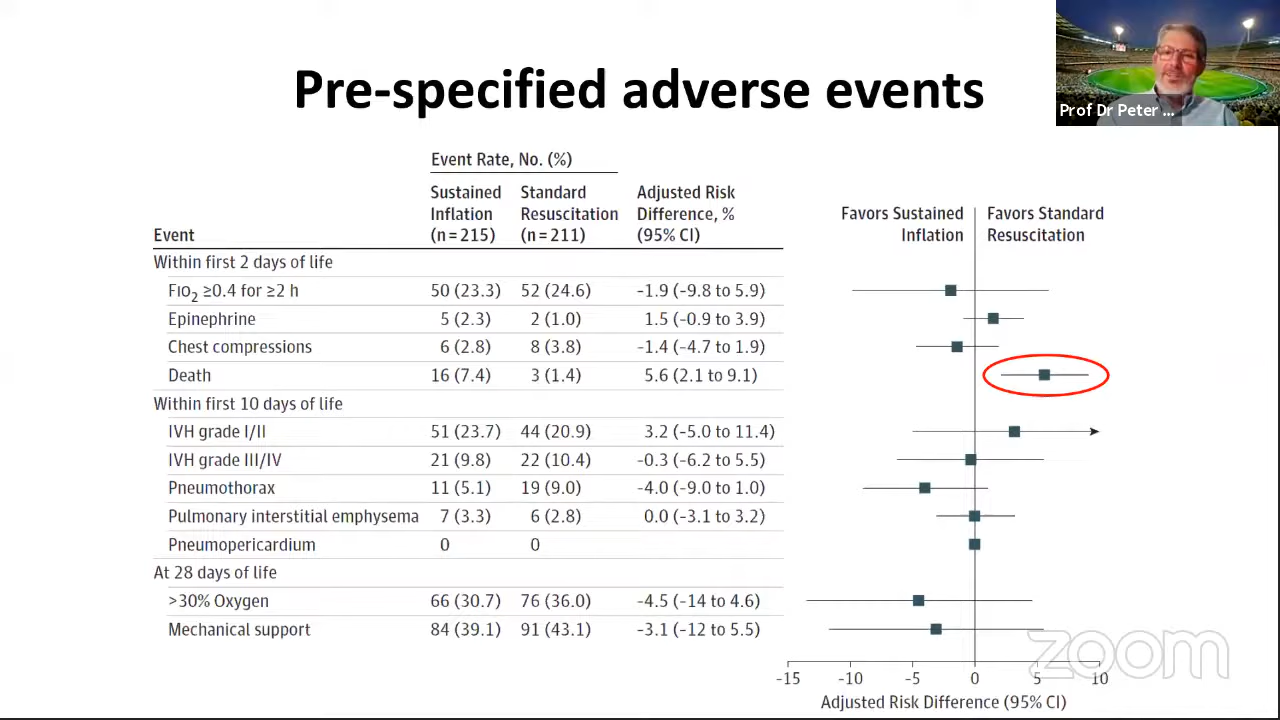 Pre-specified adverse events
Prof Dr Peter ...
Event Rate, No. (%)
Event
Sustained Inflation (n = 215)
Standard Resuscitation (n = 211)
Adjusted Risk Difference, % (95% CI)
Favors Sustained Inflation
Favors Standard Resuscitation
Within first 2 days of life
FIO2 ≥0.4 for ≥2 h 50 (23.3) 52 (24.6) -1.9 (-9.8 to 5.9)
Epinephrine 5 (2.3) 2 (1.0) 1.5 (-0.9 to 3.9)
Chest compressions 6 (2.8) 8 (3.8) -1.4 (-4.7 to 1.9)
Death 16 (7.4) 3 (1.4) 5.6 (2.1 to 9.1)
Within first 10 days of life
IVH grade I/II 51 (23.7) 44 (20.9) 3.2 (-5.0 to 11.4)
IVH grade III/IV 21 (9.8) 22 (10.4) -0.3 (-6.2 to 5.5)
Pneumothorax 11 (5.1) 19 (9.0) -4.0 (-9.0 to 1.0)
Pulmonary interstitial emphysema 7 (3.3) 6 (2.8) 0.0 (-3.1 to 3.2)
Pneumopericardium 0 0
At 28 days of life
>30% Oxygen 66 (30.7) 76 (36.0) -4.5 (-14 to 4.6)
Mechanical support 84 (39.1) 91 (43.1) -3.1 (-12 to 5.5)
-15 -10 -5 0 5 10
Adjusted Risk Difference (95% CI)
zoom